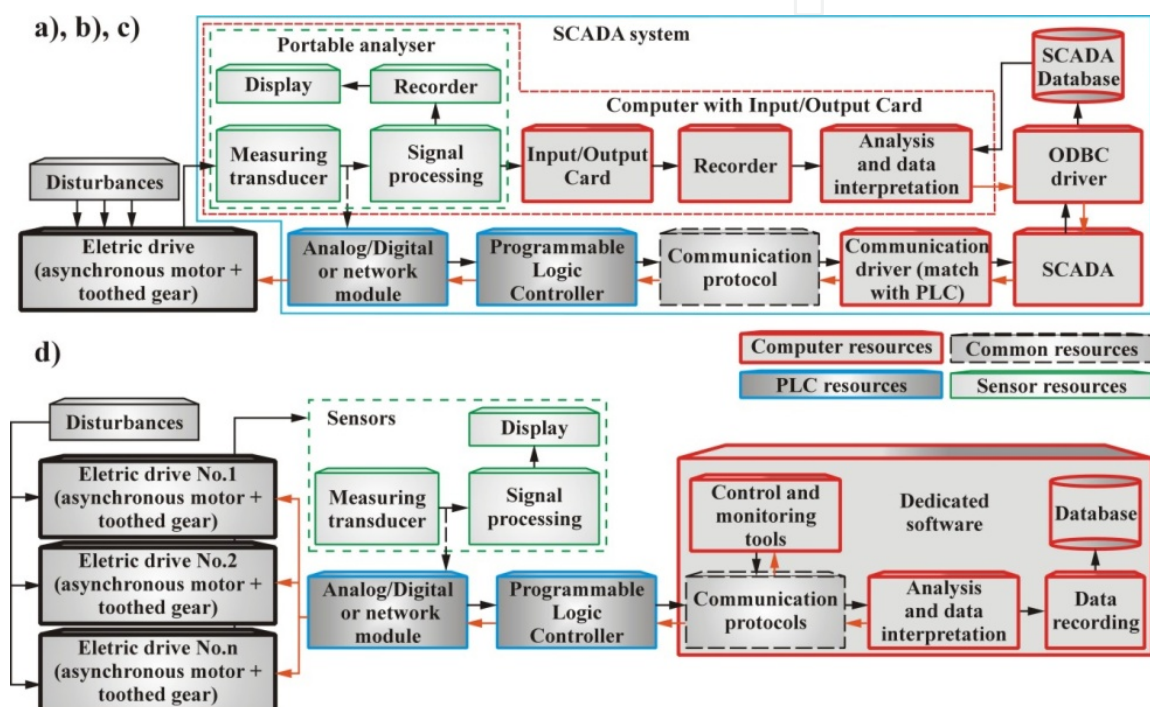 a), b), c)
SCADA system
Portable analyser
Display
Recorder
SCADA
Database
Computer with Input/Output Card
Measuring
transducer
Signal
processing
Input/Output
Card
Recorder
Analysis
and data
interpretation
ODBC
driver
Disturbances
Eletric drive
(asynchronous motor +
toothed gear)
Analog/Digital
or network
module
Programmable
Logic
Controller
Communication
protocol
Communication
driver (match
with PLC)
SCADA
d)
Computer resources
Common resources
PLC resources
Sensor resources
Disturbances
Sensors
Display
Eletric drive No.1
(asynchronous motor +
toothed gear)
Measuring
transducer
Signal
processing
Control and
monitoring
tools
Dedicated
software
Database
Eletric drive No.2
(asynchronous motor +
toothed gear)
Analog/Digital
or network
module
Programmable
Logic
Controller
Communication
protocols
Analysis
and data
interpretation
Data
recording
Eletric drive No.n
(asynchronous motor +
toothed gear)